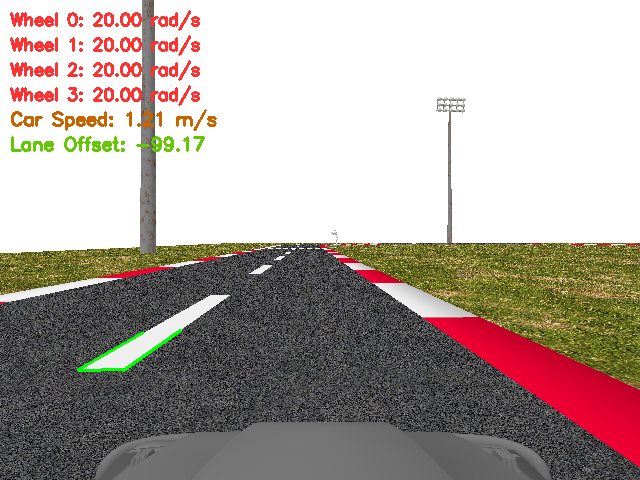 Wheel 0: 20.00 rad/s
Wheel 1: 20.00 rad/s
Wheel 2: 20.00 rad/s
Wheel 3: 20.00 rad/s
Car Speed: 1.21 m/s
Lane Offset: -99.17